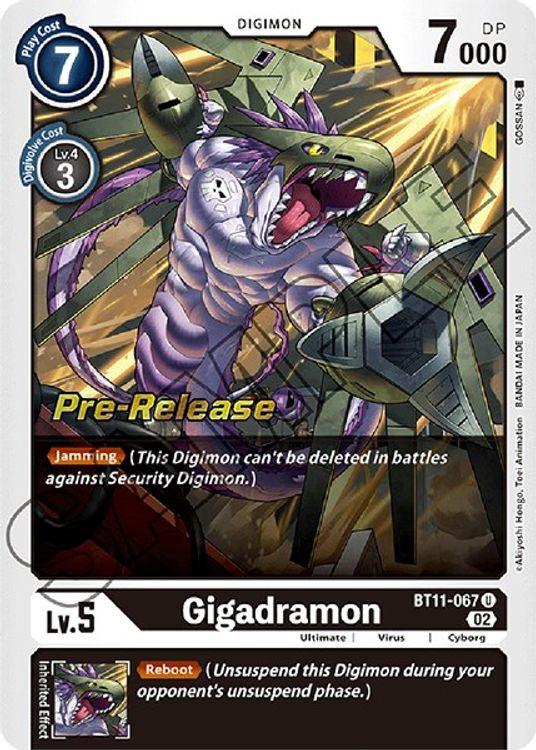 Play Cost
7
DIGIMON
7000
DP
Digivolve Cost
Lv.4
3
GOSSAN
SAMPLE
Pre-Release
Jamming (This Digimon can't be deleted in battles
against Security Digimon.)
©Akiyoshi Hongo, Toei Animation BANDAI MADE IN JAPAN
Lv.5
Gigadramon
BT11-067 U
02
Ultimate | Virus | Cyborg
Inherited Effect
Reboot (Unsuspend this Digimon during your
opponent's unsuspend phase.)